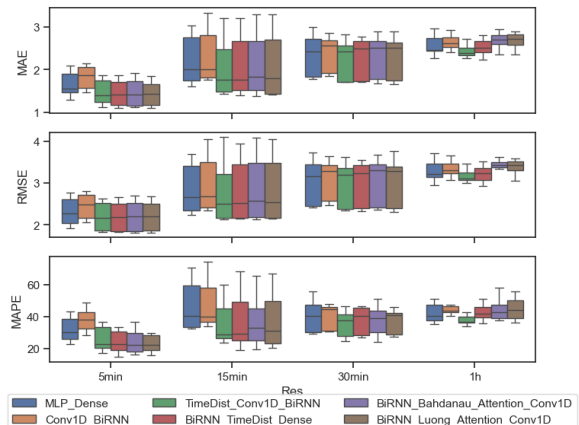 3
2
1
MAE
4
3
2
RMSE
60
40
20
MAPE
5min 15min 30min 1h
Res
MLP_Dense TimeDist_Conv1D_BiRNN BiRNN_Bahdanau_Attention_Conv1D
Conv1D_BiRNN BiRNN_TimeDist_Dense BiRNN_Luong_Attention_Conv1D